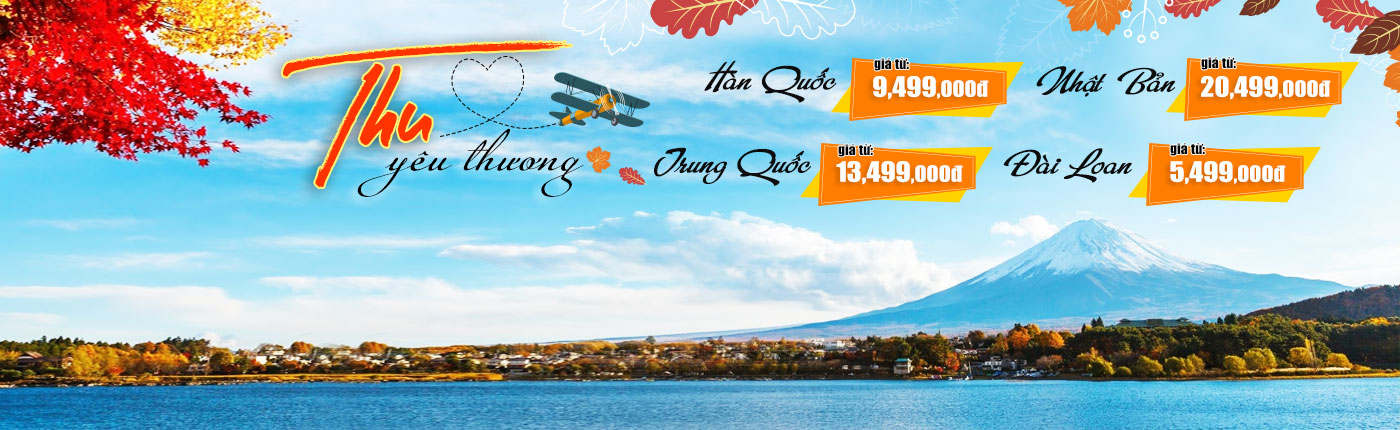 Thu
yêu thương
Hàn Quốc
giá từ:
9,499,000đ
Nhật Bản
giá từ:
20,499,000đ
Trung Quốc
giá từ:
13,499,000đ
Đài Loan
giá từ:
5,499,000đ